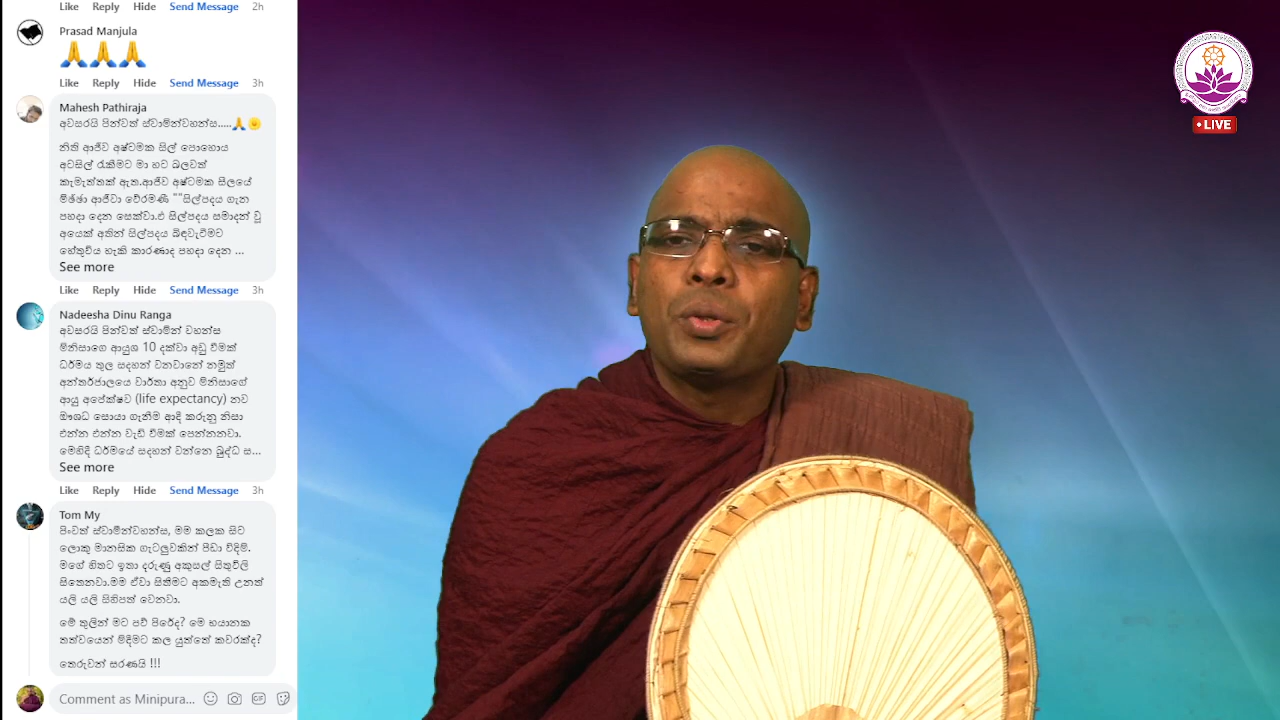 Like Reply Hide Send Message 2h
Prasad Manjula
🙏🙏🙏
Like Reply Hide Send Message 3h
Mahesh Pathiraja
අවසරයි පින්වත් ස්වාමින්වහන්ස.....🙏🌞
නිති ආජීව අෂ්ටමක සිල් පොහොය
අටසිල් රැකීමට මා හට බලවත්
කැමැත්තක් ඇත.ආජීව අෂ්ටමක සීලයේ
මිඡ්ඡා ආජීවා වේරමණී ""සිල්පදය ගැන
පහදා දෙන සෙක්වා.එ සිල්පදය සමාදන් වූ
අයෙක් අතින් සිල්පදය බිඳවැටීමට
හේතුවිය හැකි කාරණාද පහදා දෙන ...
See more
Like Reply Hide Send Message 3h
Nadeesha Dinu Ranga
අවසරයි පින්වත් ස්වාමින් වහන්ස
මිනිසාගෙ ආයුශ 10 දක්වා අඩු වීමක්
ධර්මය තුල සදහන් වනවානේ නමුත්
අන්තර්ජාලයෙ වාර්තා අනුව මිනිසාගේ
ආයු අපේක්ෂව (life expectancy) නව
ඖශධ සොයා ගැනීම ආදී කරුනු නිසා
එන්න එන්න වැඩි වීමක් පෙන්නනවා.
මෙහිදී ධර්මයේ සදහන් වන්නෙ බුද්ධ ස...
See more
Like Reply Hide Send Message 3h
Tom My
පිංවත් ස්වාමීන්වහන්ස, මම කලක සිට
ලොකු මානසික ගැටලුවකින් පීඩා විදිමි.
මගේ හිතට ඉතා දරුණු අකුසල් සිතුවිලි
සිතෙනවා.මම ඒවා සිතීමට අකමැති උනත්
යලි යලි සිහිපත් වෙනවා.
මේ තුලින් මට පව් පිරේද? මෙ භයානක
තත්වයෙන් මිදීමට කල යුත්තේ කවරක්ද?
තෙරුවන් සරණයි !!!
Comment as Minipura...
GIF
• LIVE